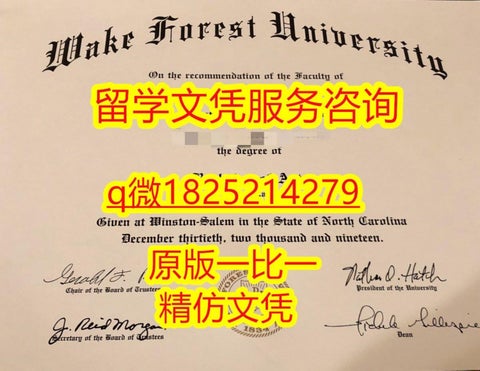 Wake Forest University
On the recommendation of the Faculty of
留学文凭服务咨询
the degree of
q微1825214279
Given at Winston-Salem in the State of North Carolina
December thirtieth, two thousand and nineteen.
原版一比一
Chair of the Board of Trustees
President of the University
精仿文凭
1834
Secretary of the Board of Trustees
Dean